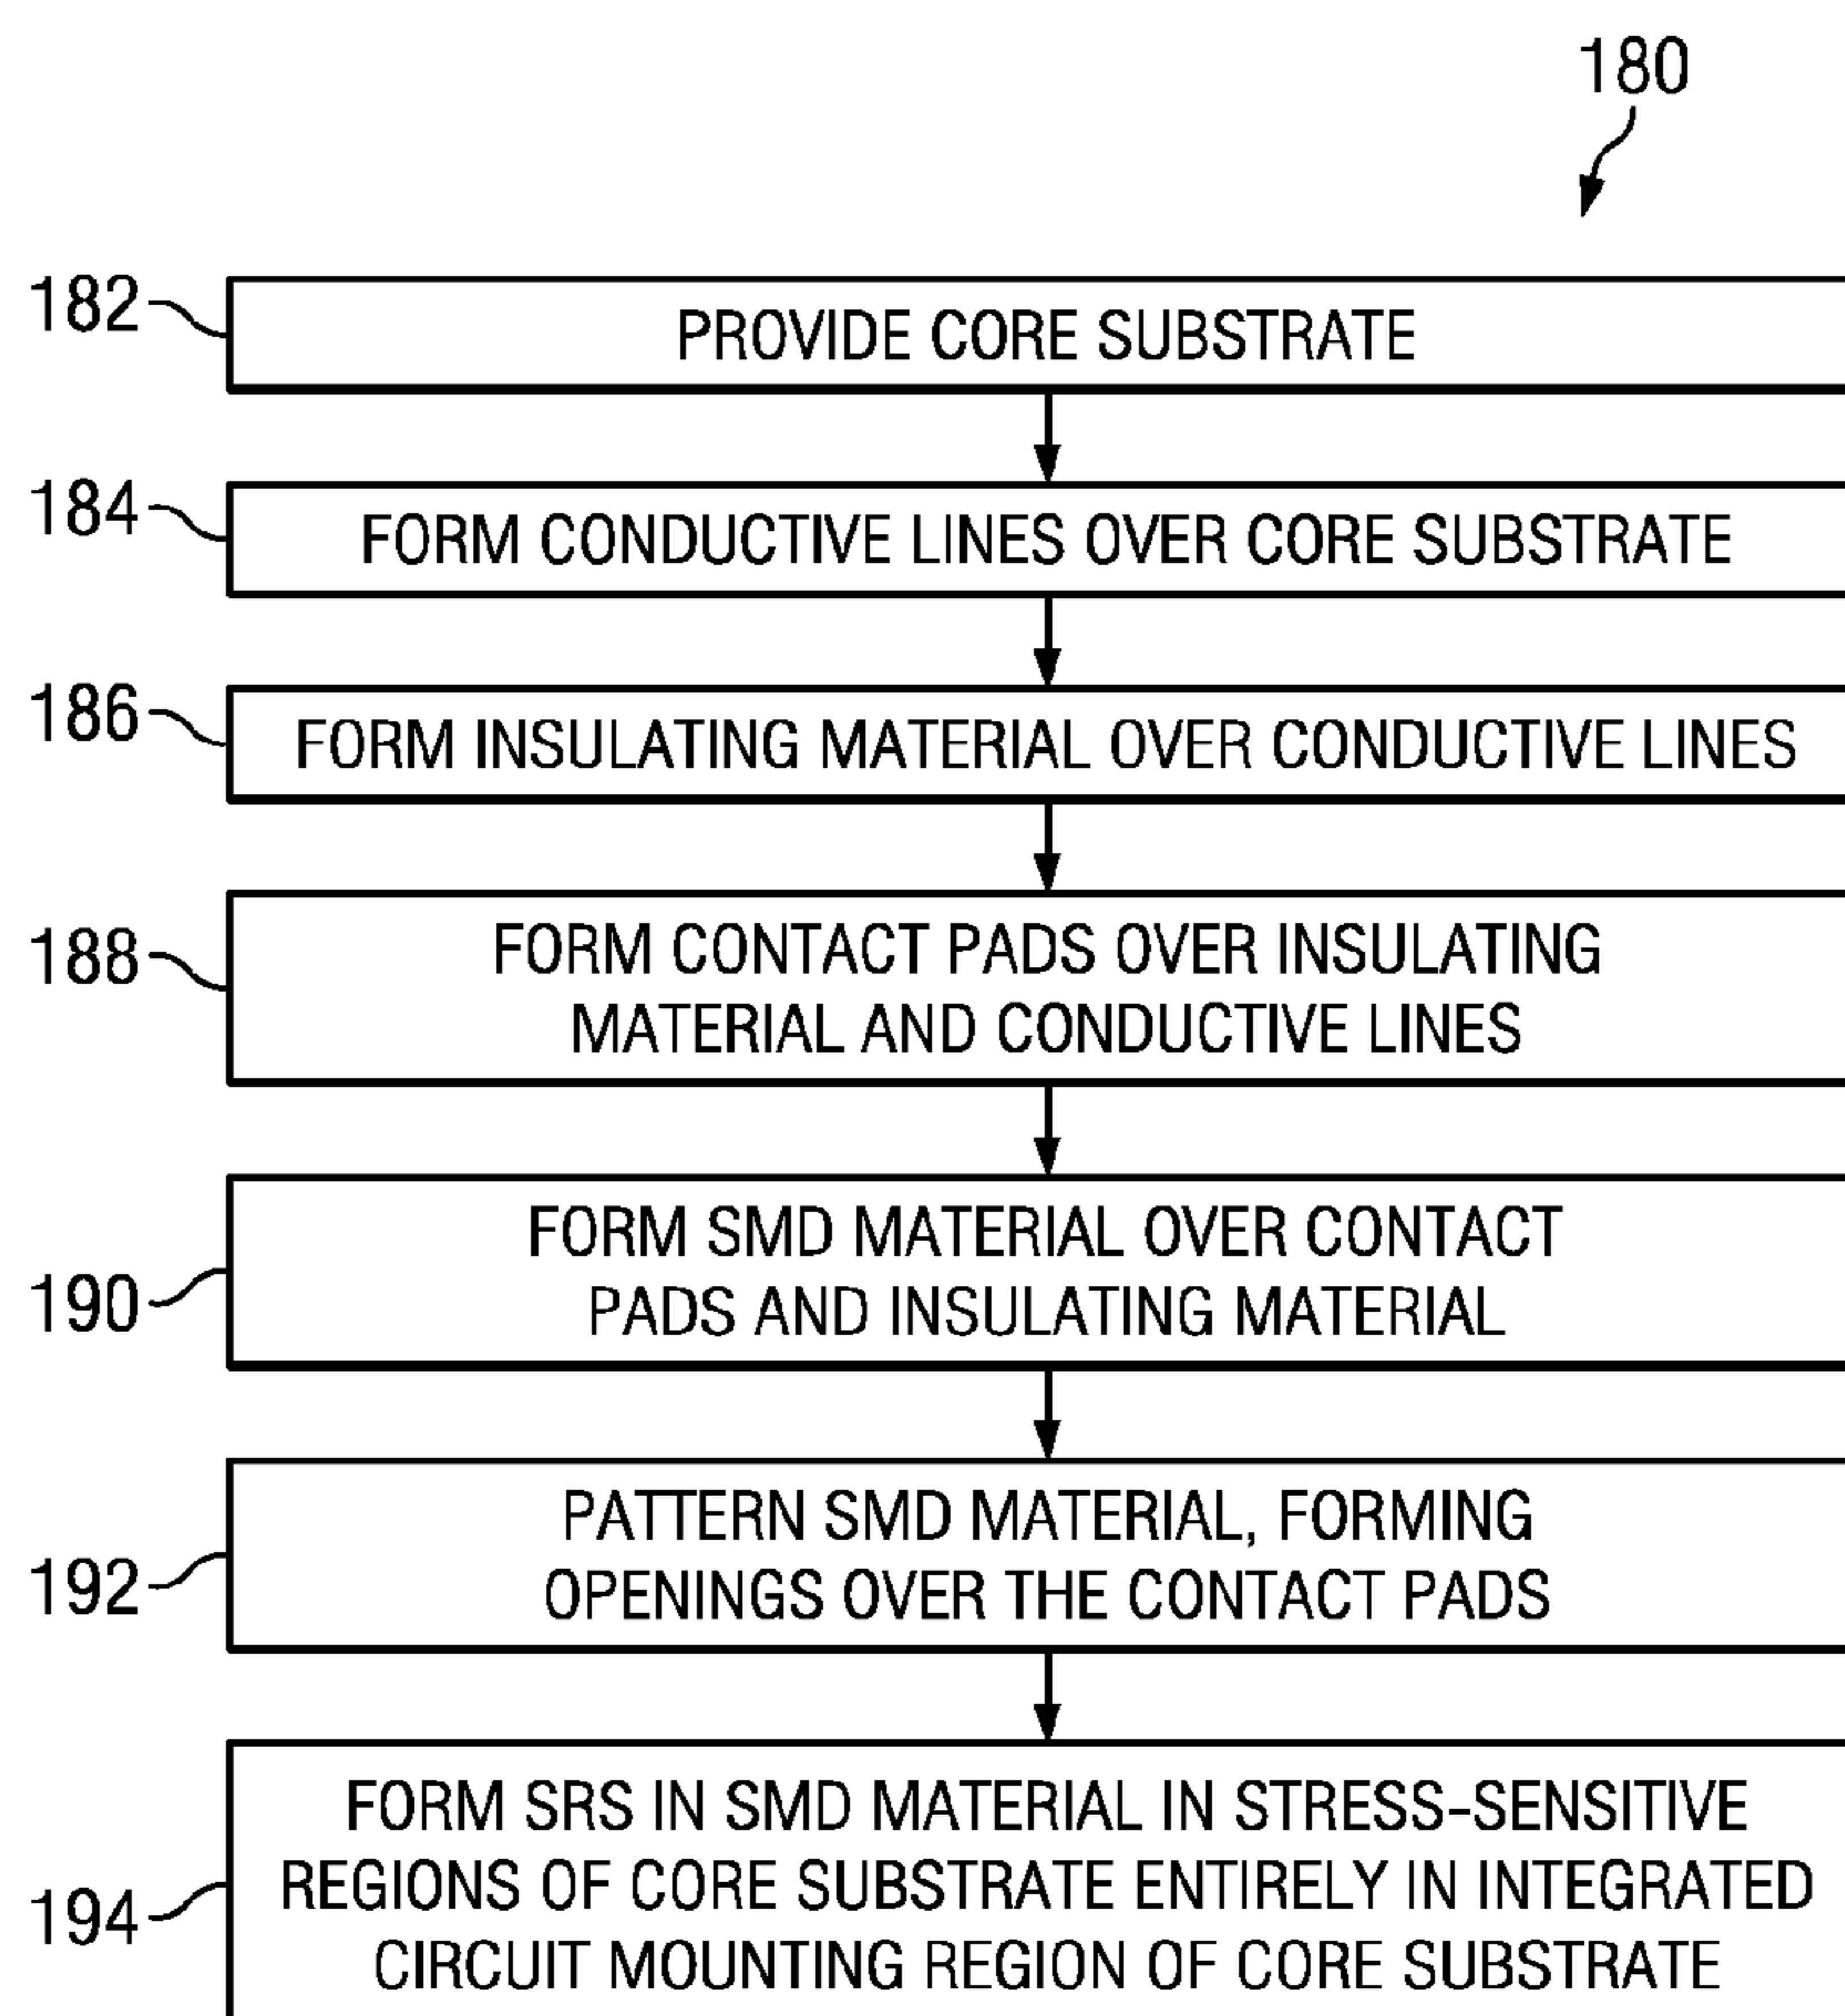 180
182
PROVIDE CORE SUBSTRATE
184
FORM CONDUCTIVE LINES OVER CORE SUBSTRATE
186
FORM INSULATING MATERIAL OVER CONDUCTIVE LINES
188
FORM CONTACT PADS OVER INSULATING
MATERIAL AND CONDUCTIVE LINES
190
FORM SMD MATERIAL OVER CONTACT
PADS AND INSULATING MATERIAL
192
PATTERN SMD MATERIAL, FORMING
OPENINGS OVER THE CONTACT PADS
194
FORM SRS IN SMD MATERIAL IN STRESS-SENSITIVE
REGIONS OF CORE SUBSTRATE ENTIRELY IN INTEGRATED
CIRCUIT MOUNTING REGION OF CORE SUBSTRATE